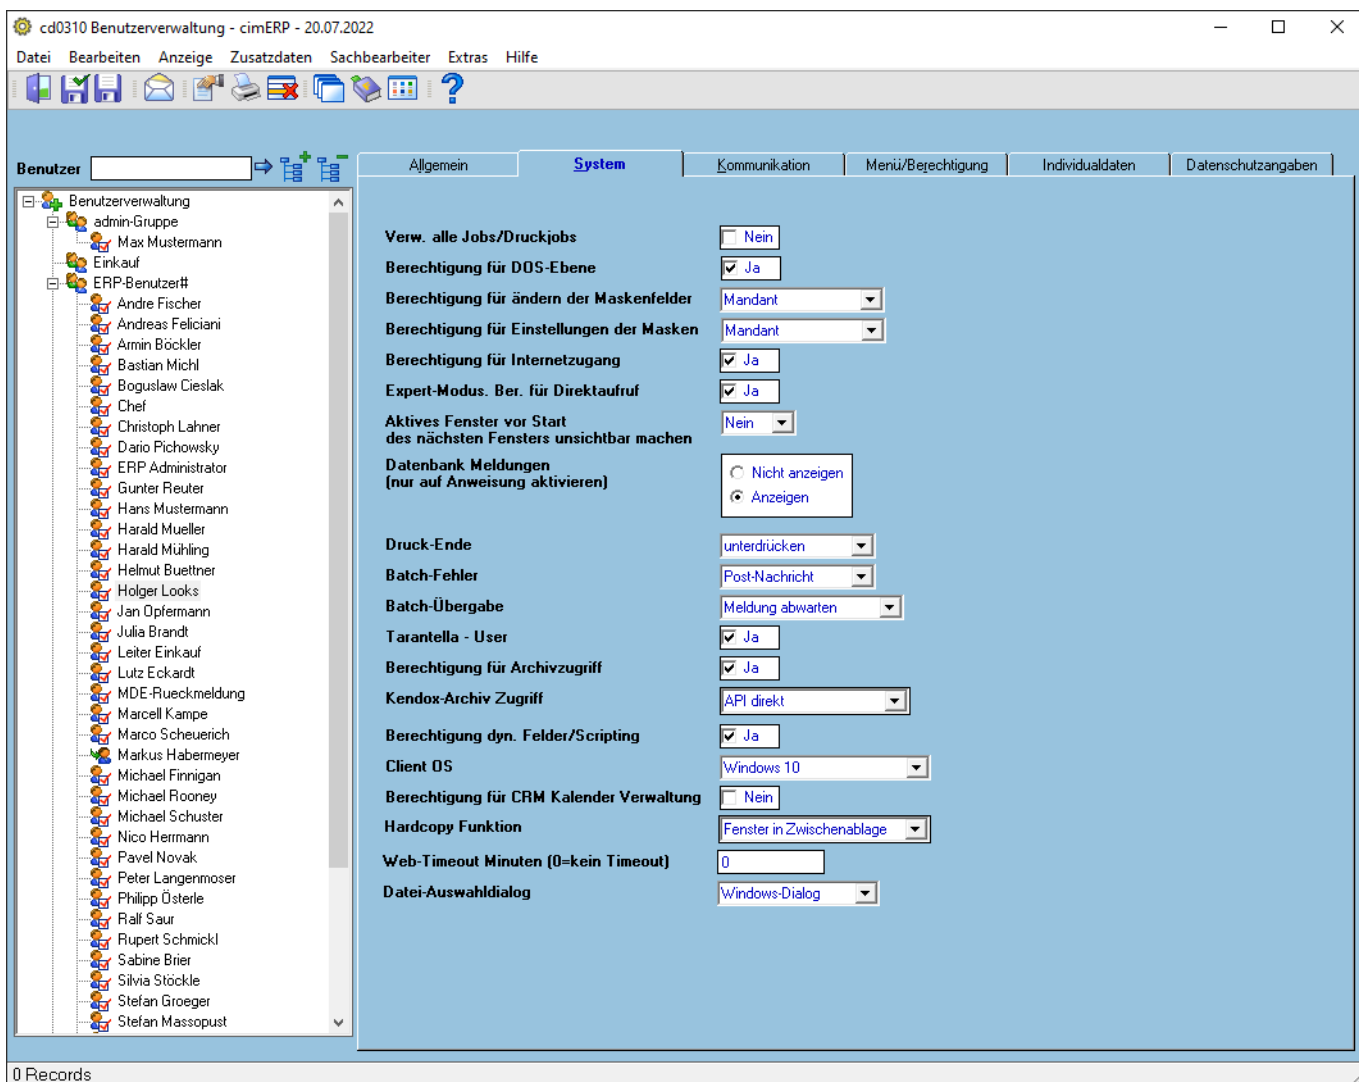 cd0310 Benutzerverwaltung - cimERP - 20.07.2022
Datei Bearbeiten Anzeige Zusatzdaten Sachbearbeiter Extras Hilfe
Benutzer
Allgemein System Kommunikation Menü/Berechtigung Individualdaten Datenschutzangaben
Benutzerverwaltung
admin-Gruppe
Max Mustermann
Einkauf
ERP-Benutzer#
Andre Fischer
Andreas Feliciani
Armin Böckler
Bastian Michl
Boguslaw Cieslak
Chef
Christoph Lahner
Dario Pichowsky
ERP Administrator
Gunter Reuter
Hans Mustermann
Harald Mueller
Harald Mühling
Helmut Buettner
Holger Looks
Jan Opfermann
Julia Brandt
Leiter Einkauf
Lutz Eckardt
MDE-Rueckmeldung
Marcell Kampe
Marco Scheuerich
Markus Habermeyer
Michael Finnigan
Michael Rooney
Michael Schuster
Nico Herrmann
Pavel Novak
Peter Langenmoser
Philipp Österle
Ralf Saur
Rupert Schmickl
Sabine Brier
Silvia Stöckle
Stefan Groeger
Stefan Massopust
Verw. alle Jobs/Druckjobs Nein
Berechtigung für DOS-Ebene Ja
Berechtigung für ändern der Maskenfelder Mandant
Berechtigung für Einstellungen der Masken Mandant
Berechtigung für Internetzugang Ja
Expert-Modus. Ber. für Direktaufruf Ja
Aktives Fenster vor Start Nein
des nächsten Fensters unsichtbar machen
Datenbank Meldungen Nicht anzeigen
(nur auf Anweisung aktivieren) Anzeigen
Druck-Ende unterdrücken
Batch-Fehler Post-Nachricht
Batch-Übergabe Meldung abwarten
Tarantella - User Ja
Berechtigung für Archivzugriff Ja
Kendox-Archiv Zugriff API direkt
Berechtigung dyn. Felder/Scripting Ja
Client OS Windows 10
Berechtigung für CRM Kalender Verwaltung Nein
Hardcopy Funktion Fenster in Zwischenablage
Web-Timeout Minuten (0=kein Timeout) 0
Datei-Auswahldialog Windows-Dialog
0 Records